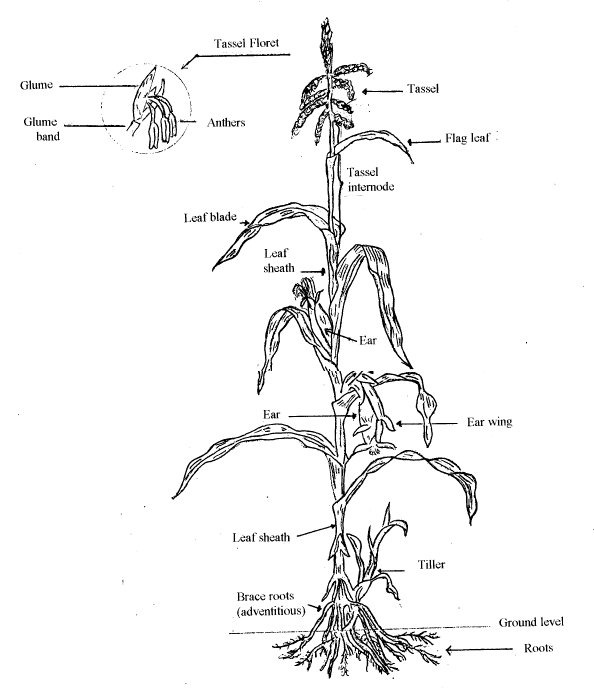 Tassel Floret
Glume
Tassel
Glume
band
Anthers
Flag leaf
Tassel
internode
Leaf blade
Leaf
sheath
Ear
Ear
Ear wing
Leaf sheath
Tiller
Brace roots
(adventitious)
Ground level
Roots